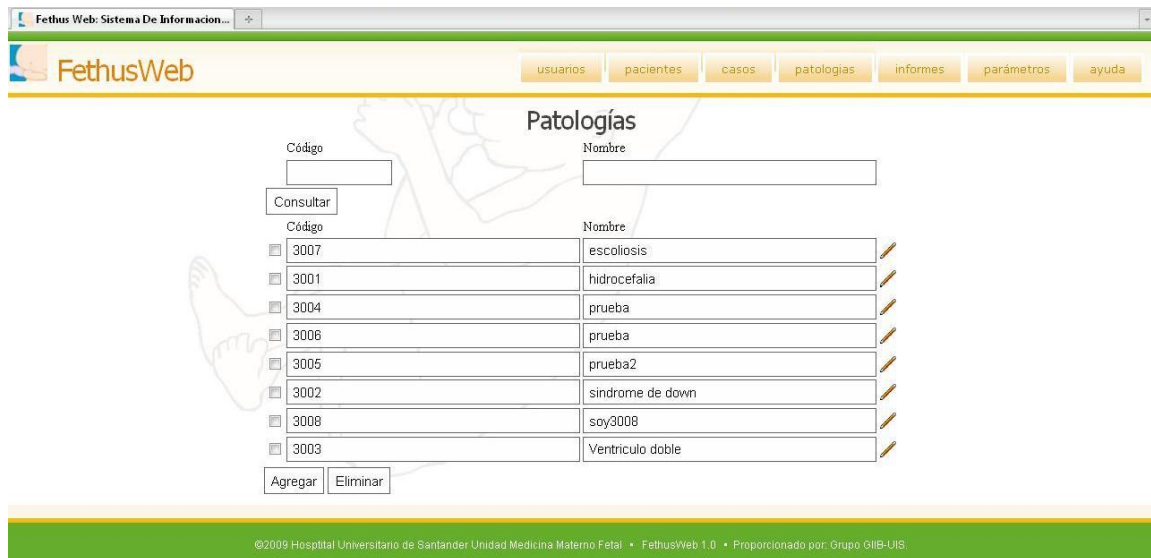 Fethus Web: Sistema De Informacion...
FethusWeb
usuarios pacientes casos patologias informes parámetros ayuda
Patologías
Código Nombre
Consultar
Código Nombre
3007 escoliosis
3001 hidrocefalia
3004 prueba
3006 prueba
3005 prueba2
3002 sindrome de down
3008 soy3008
3003 Ventriculo doble
Agregar Eliminar
©2009 Hosptital Universitario de Santander Unidad Medicina Materno Fetal • FethusWeb 1.0 • Proporcionado por: Grupo GIIB-UIS.